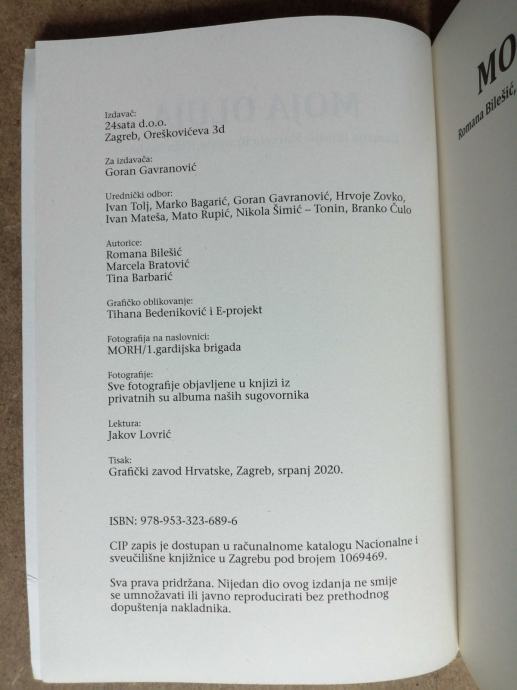 Izdavač:
24sata d.o.o.
Zagreb, Oreškovićeva 3d
Za izdavača:
Goran Gavranović
Urednički odbor:
Ivan Tolj, Marko Bagarić, Goran Gavranović, Hrvoje Zovko,
Ivan Mateša, Mato Rupić, Nikola Šimić – Tonin, Branko Čulo
Autorice:
Romana Bilešić
Marcela Bratović
Tina Barbarić
Grafičko oblikovanje:
Tihana Bedeniković i E-projekt
Fotografija na naslovnici:
MORH/1.gardijska brigada
Fotografije:
Sve fotografije objavljene u knjizi iz
privatnih su albuma naših sugovornika
Lektura:
Jakov Lovrić
Tisak:
Grafički zavod Hrvatske, Zagreb, srpanj 2020.
ISBN: 978-953-323-689-6
CIP zapis je dostupan u računalnome katalogu Nacionalne i
sveučilišne knjižnice u Zagrebu pod brojem 1069469.
Sva prava pridržana. Nijedan dio ovog izdanja ne smije
se umnožavati ili javno reproducirati bez prethodnog
dopuštenja nakladnika.
MO
Romana Bilešić,